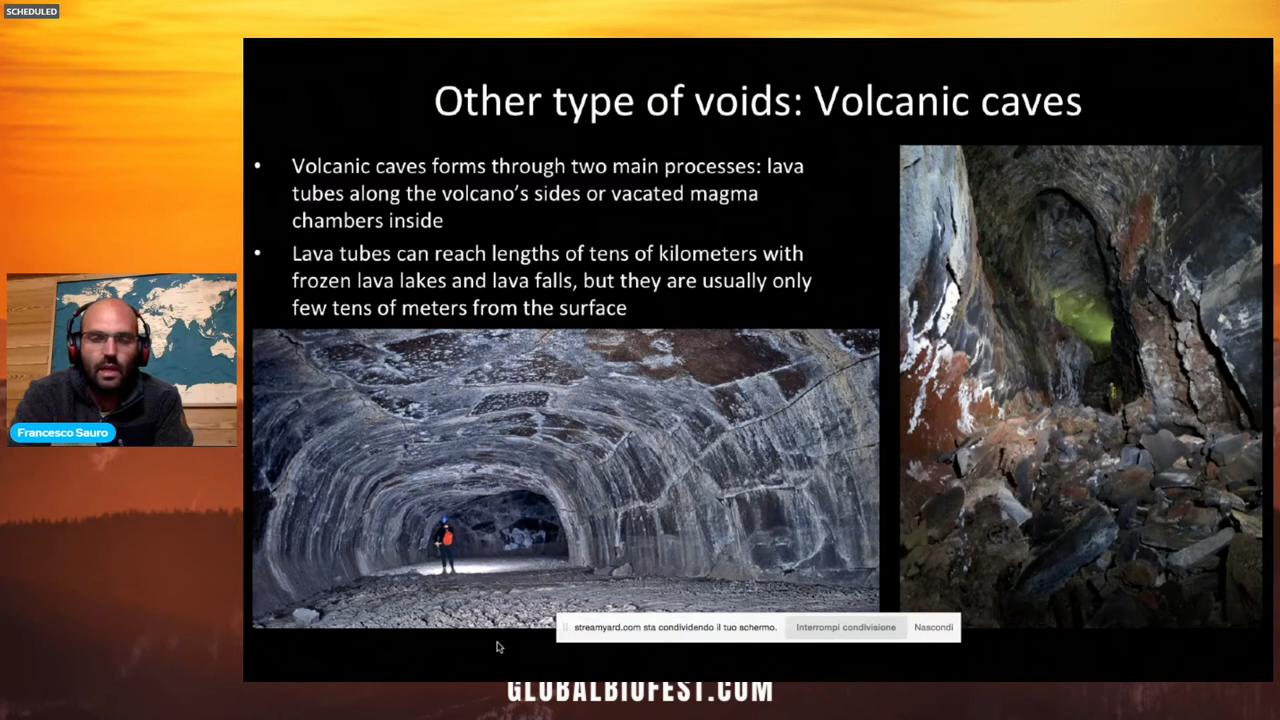 SCHEDULED
Other type of voids: Volcanic caves
• Volcanic caves forms through two main processes: lava
tubes along the volcano's sides or vacated magma
chambers inside
• Lava tubes can reach lengths of tens of kilometers with
frozen lava lakes and lava falls, but they are usually only
few tens of meters from the surface
Francesco Sauro
streamyard.com sta condividendo il tuo schermo. Interrompi condivisione Nascondi
GLOBALBIOFEST.COM